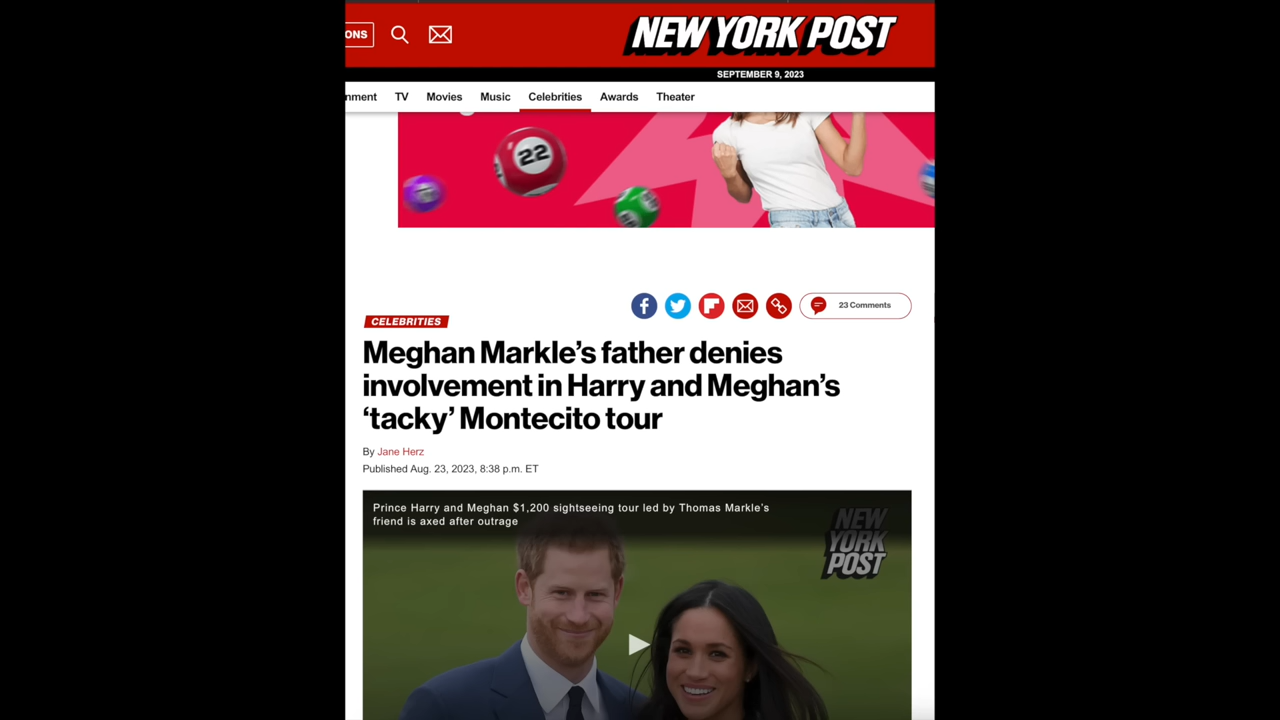 ONS
NEW YORK POST
SEPTEMBER 9, 2023
nment TV Movies Music Celebrities Awards Theater
22
23 Comments
CELEBRITIES
Meghan Markle’s father denies
involvement in Harry and Meghan’s
‘tacky’ Montecito tour
By Jane Herz
Published Aug. 23, 2023, 8:38 p.m. ET
Prince Harry and Meghan $1,200 sightseeing tour led by Thomas Markle’s
friend is axed after outrage
NEW
YORK
POST